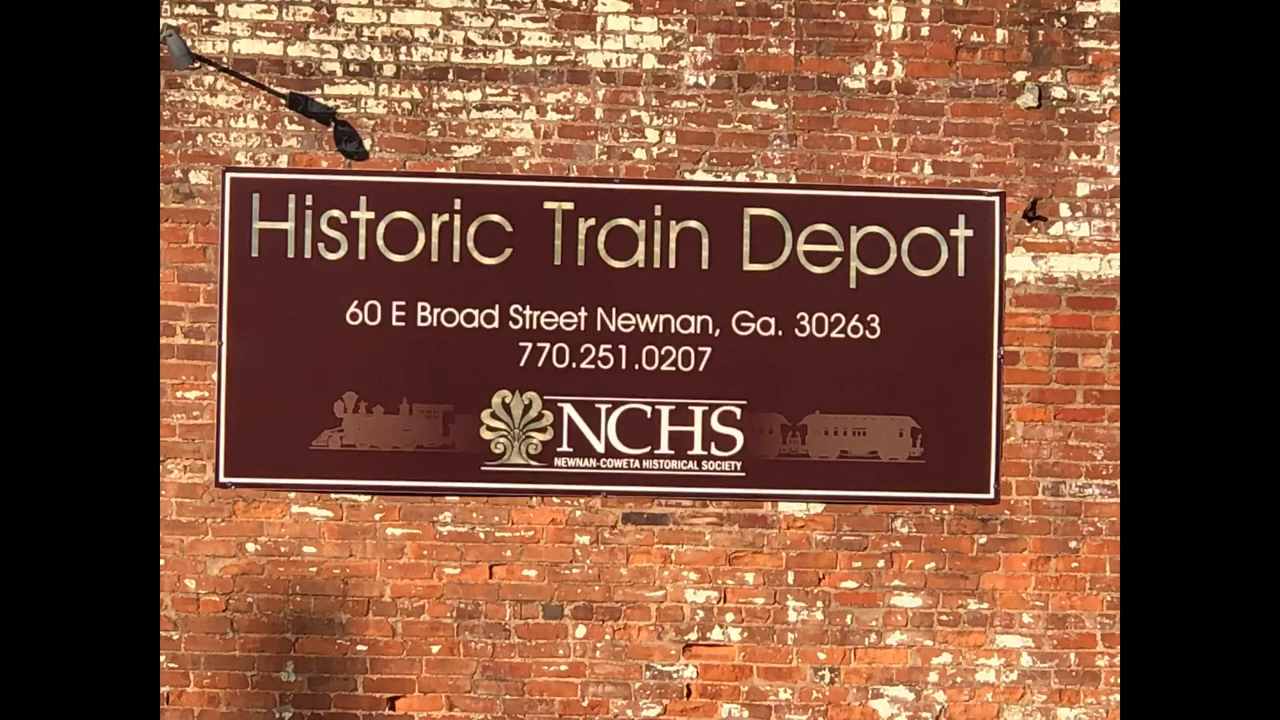 Historic Train Depot
60 E Broad Street Newnan, Ga. 30263
770.251.0207
NCHS
NEWNAN-COWETA HISTORICAL SOCIETY